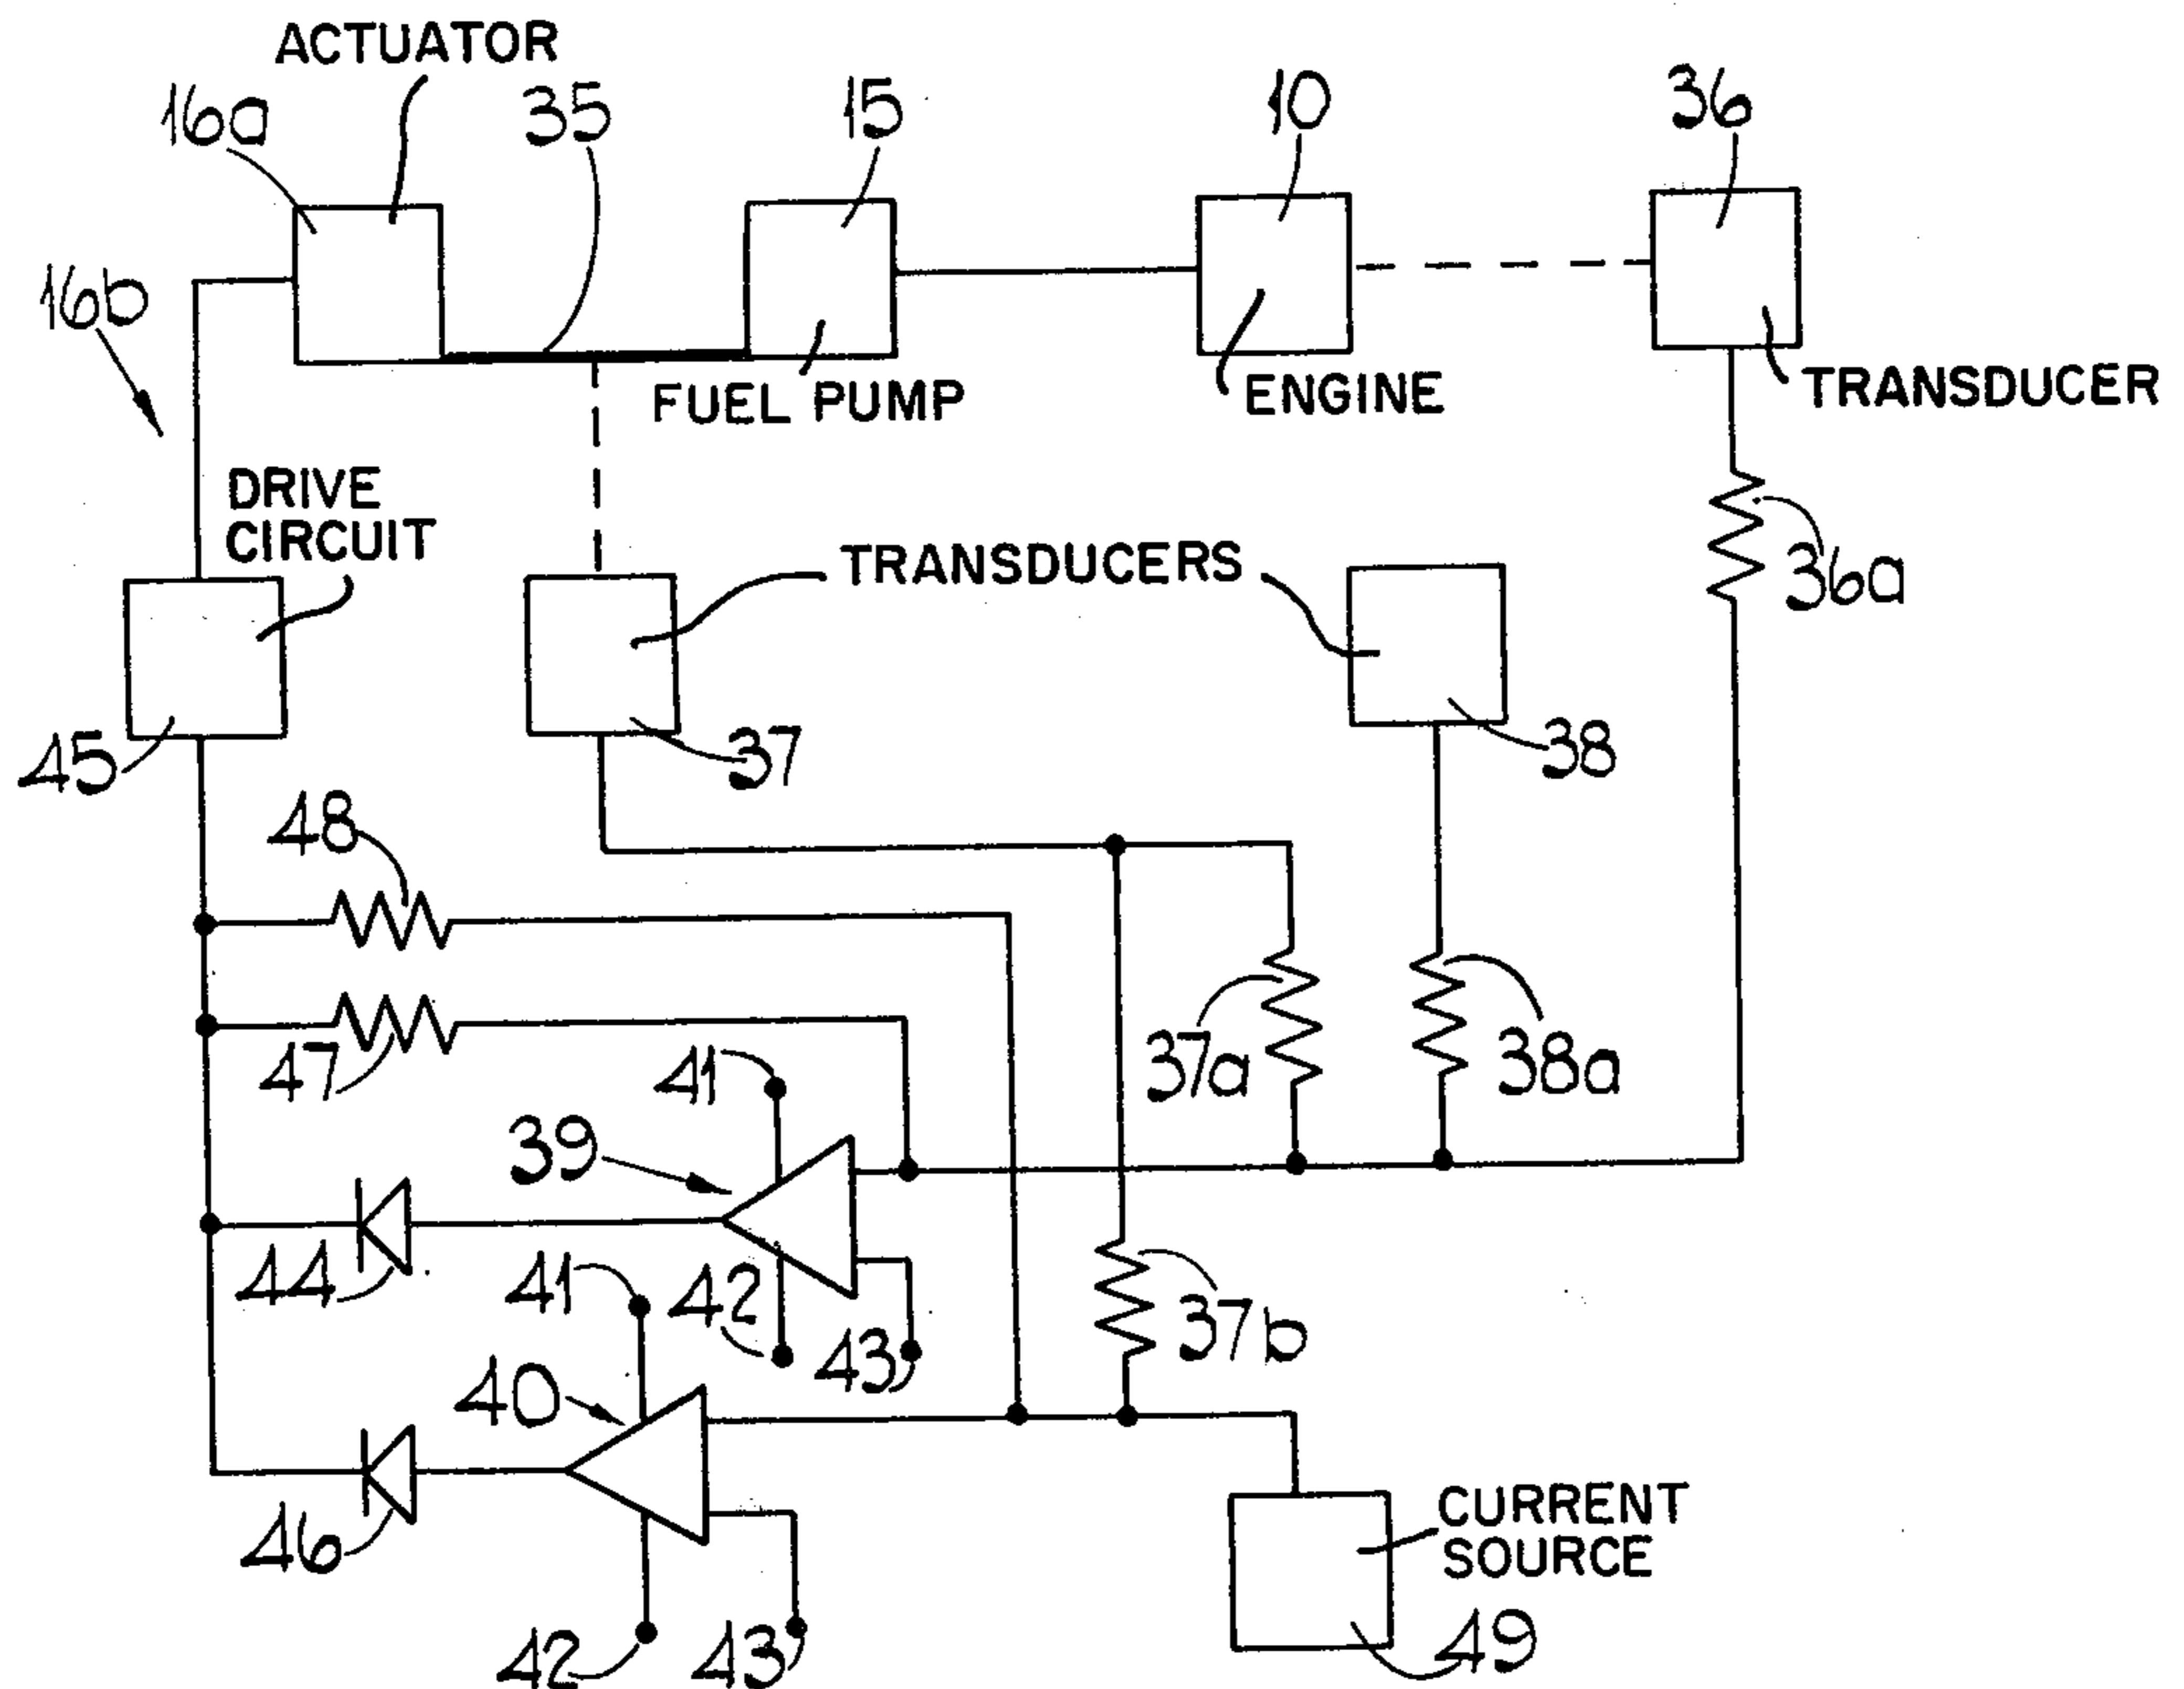 ACTUATOR
16a
35
15
10
36
16b
FUEL PUMP
ENGINE
TRANSDUCER
DRIVE
CIRCUIT
TRANSDUCERS
36a
45
37
38
48
47
41
37a
38a
39
44
41
42
43
37b
40
46
CURRENT
SOURCE
42
43
49